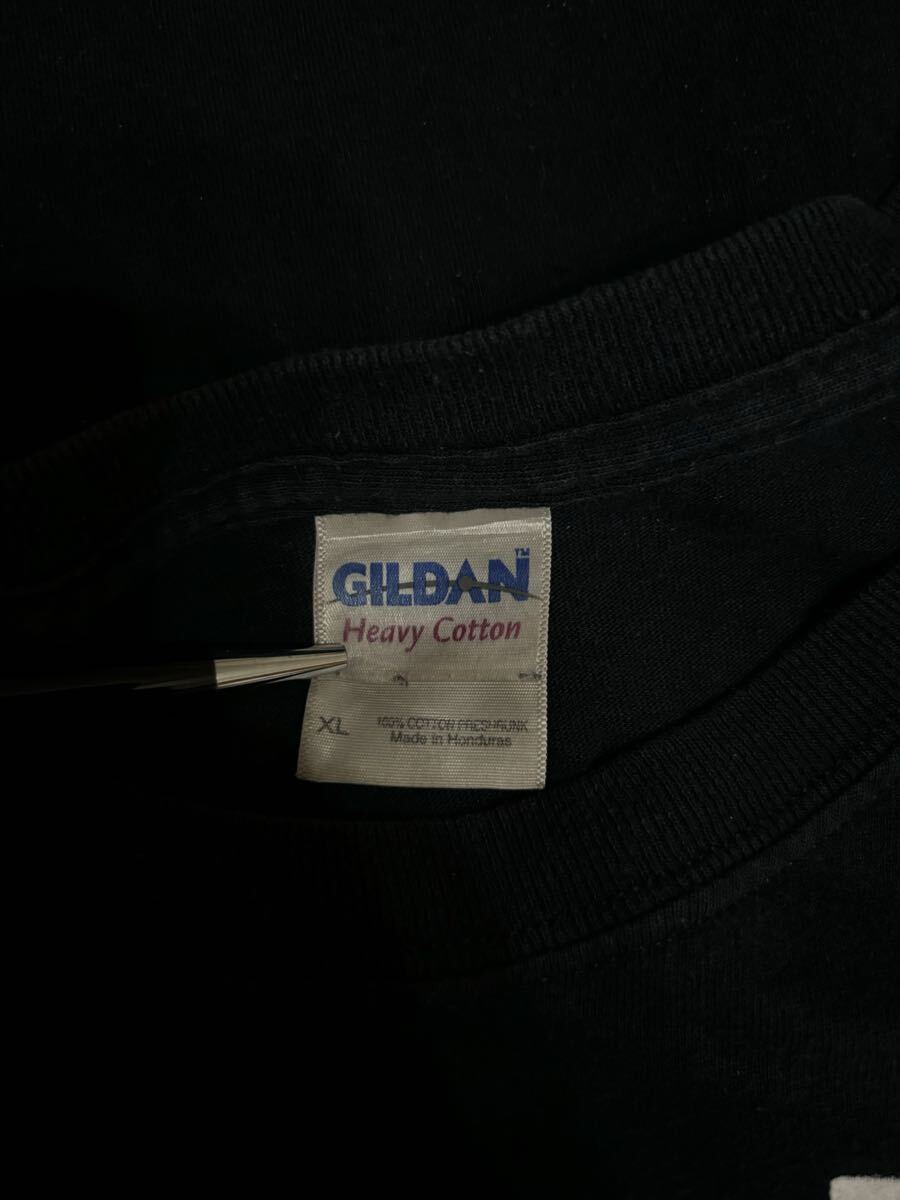 GILDAN™
Heavy Cotton
XL
100% COTTON PRESHRUNK
Made in Honduras